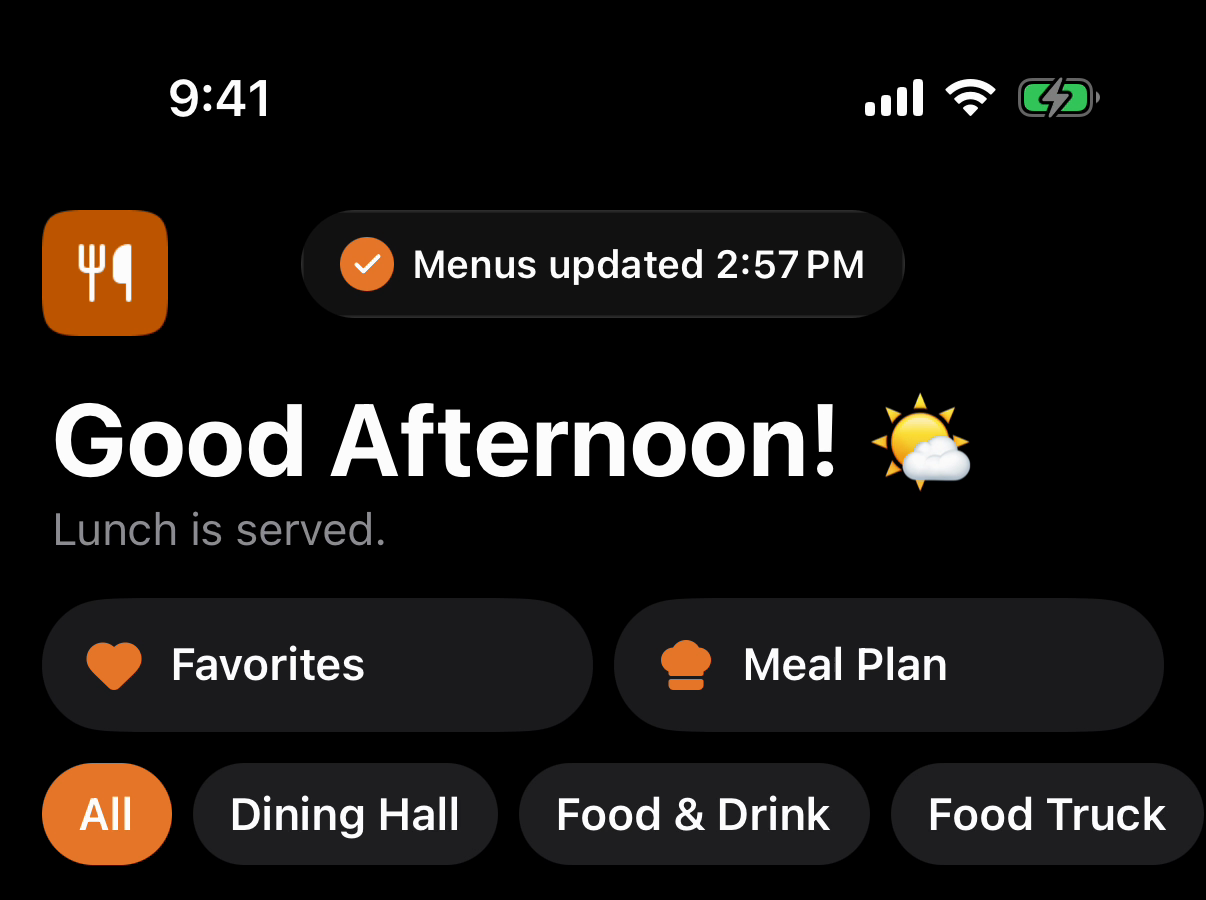 9:41
Menus updated 2:57 PM
Good Afternoon! 🌤️
Lunch is served.
Favorites
Meal Plan
All
Dining Hall
Food & Drink
Food Truck